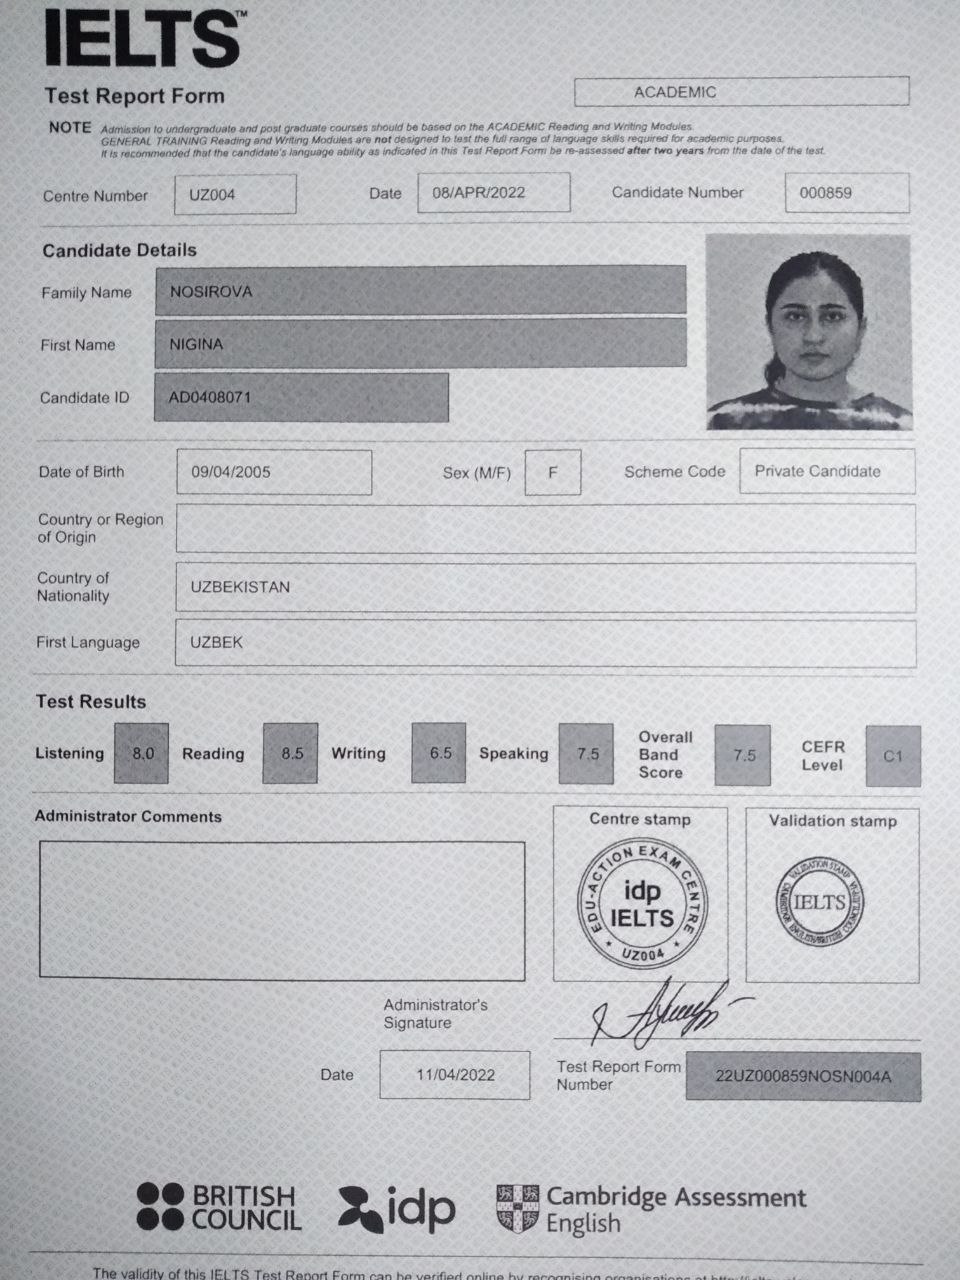 IELTS™
Test Report Form
ACADEMIC
NOTE Admission to undergraduate and post graduate courses should be based on the ACADEMIC Reading and Writing Modules.
GENERAL TRAINING Reading and Writing Modules are not designed to test the full range of language skills required for academic purposes.
It is recommended that the candidate's language ability as indicated in this Test Report Form be re-assessed after two years from the date of the test.
Centre Number UZ004 Date 08/APR/2022 Candidate Number 000859
Candidate Details
Family Name NOSIROVA
First Name NIGINA
Candidate ID AD0408071
Date of Birth 09/04/2005 Sex (M/F) F Scheme Code Private Candidate
Country or Region
of Origin
Country of
Nationality UZBEKISTAN
First Language UZBEK
Test Results
Listening 8.0 Reading 8.5 Writing 6.5 Speaking 7.5 Overall Band Score 7.5 CEFR Level C1
Administrator Comments
Centre stamp
EDU-ACTION EXAM CENTRE
idp
IELTS
UZ004
Validation stamp
VALIDATION STAMP
IELTS
Administrator's
Signature
Date 11/04/2022
Test Report Form
Number 22UZ000859NOSN004A
BRITISH
COUNCIL
idp
Cambridge Assessment
English
The validity of this IELTS Test Report Form can be verified online by recognising organisations at